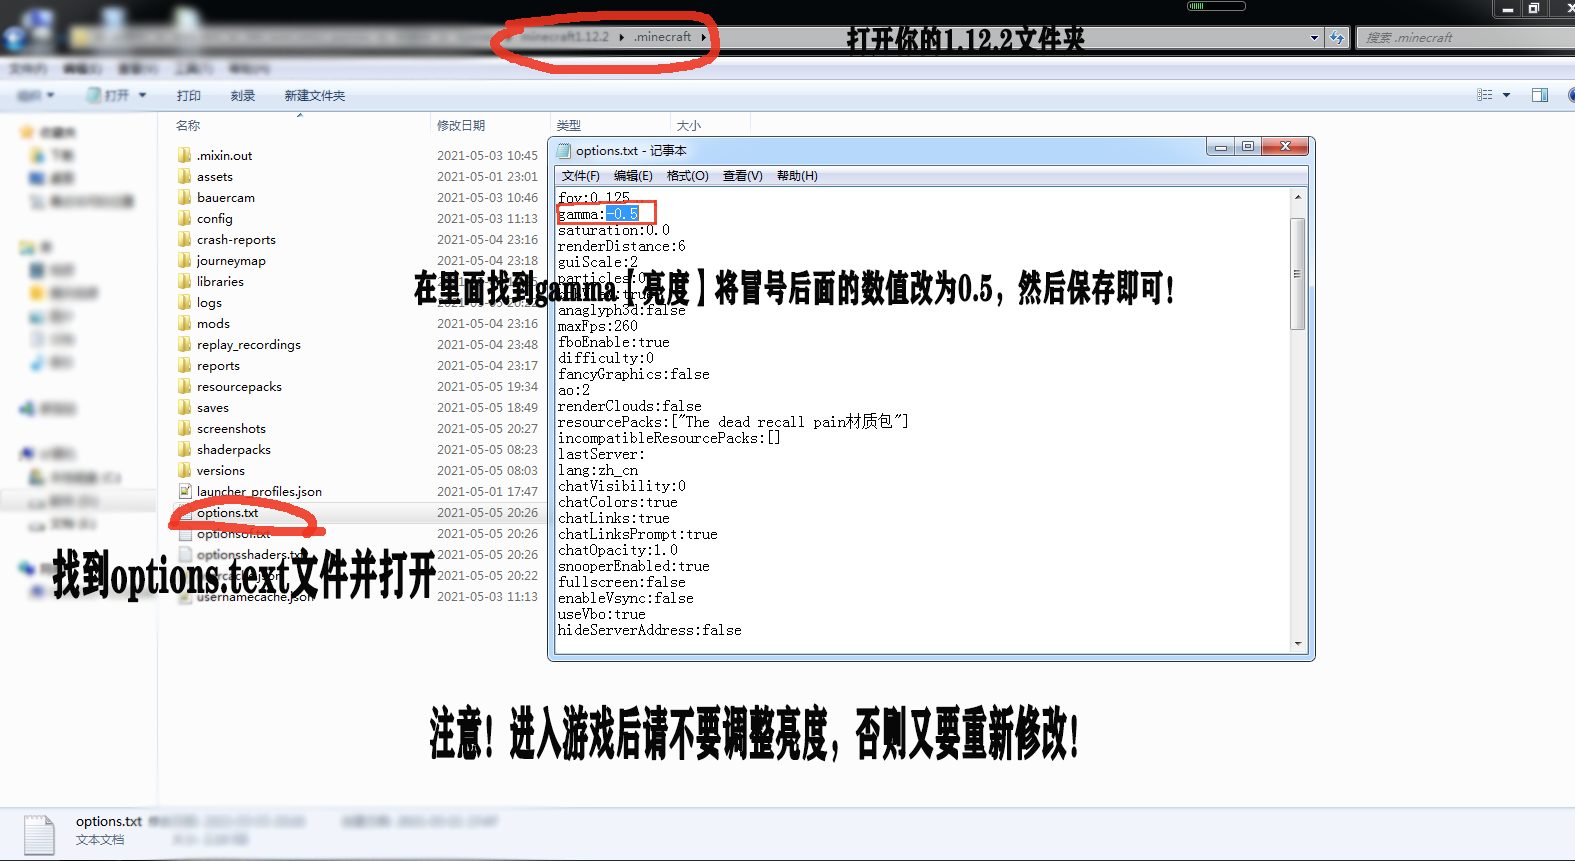 minecraft1.12.2 ▸ .minecraft ▸
打开你的1.12.2文件夹
搜索 .minecraft
打开
打印
刻录
新建文件夹
名称
修改日期
类型
大小
.mixin.out 2021-05-03 10:45
assets 2021-05-01 23:01
bauercam 2021-05-03 10:46
config 2021-05-03 11:13
crash-reports 2021-05-04 23:16
journeymap 2021-05-04 23:18
libraries
logs
mods 2021-05-04 23:16
replay_recordings 2021-05-04 23:48
reports 2021-05-04 23:17
resourcepacks 2021-05-05 19:34
saves 2021-05-05 18:49
screenshots 2021-05-05 20:27
shaderpacks 2021-05-05 08:23
versions 2021-05-05 08:03
launcher_profiles.json 2021-05-01 17:47
options.txt 2021-05-05 20:26
optionsof.txt 2021-05-05 20:26
optionsshaders.txt 2021-05-05 20:26
2021-05-05 20:22
usernamecache.json 2021-05-03 11:13
找到options.text文件并打开
options.txt - 记事本
文件(F) 编辑(E) 格式(O) 查看(V) 帮助(H)
fov:0.125
gamma:-0.5
saturation:0.0
renderDistance:6
guiScale:2
在里面找到gamma【亮度】将冒号后面的数值改为0.5，然后保存即可！
anaglyph3d:false
maxFps:260
fboEnable:true
difficulty:0
fancyGraphics:false
ao:2
renderClouds:false
resourcePacks:["The dead recall pain材质包"]
incompatibleResourcePacks:[]
lastServer:
lang:zh_cn
chatVisibility:0
chatColors:true
chatLinks:true
chatLinksPrompt:true
chatOpacity:1.0
snooperEnabled:true
fullscreen:false
enableVsync:false
useVbo:true
hideServerAddress:false
注意！进入游戏后请不要调整亮度，否则又要重新修改！
options.txt
文本文档